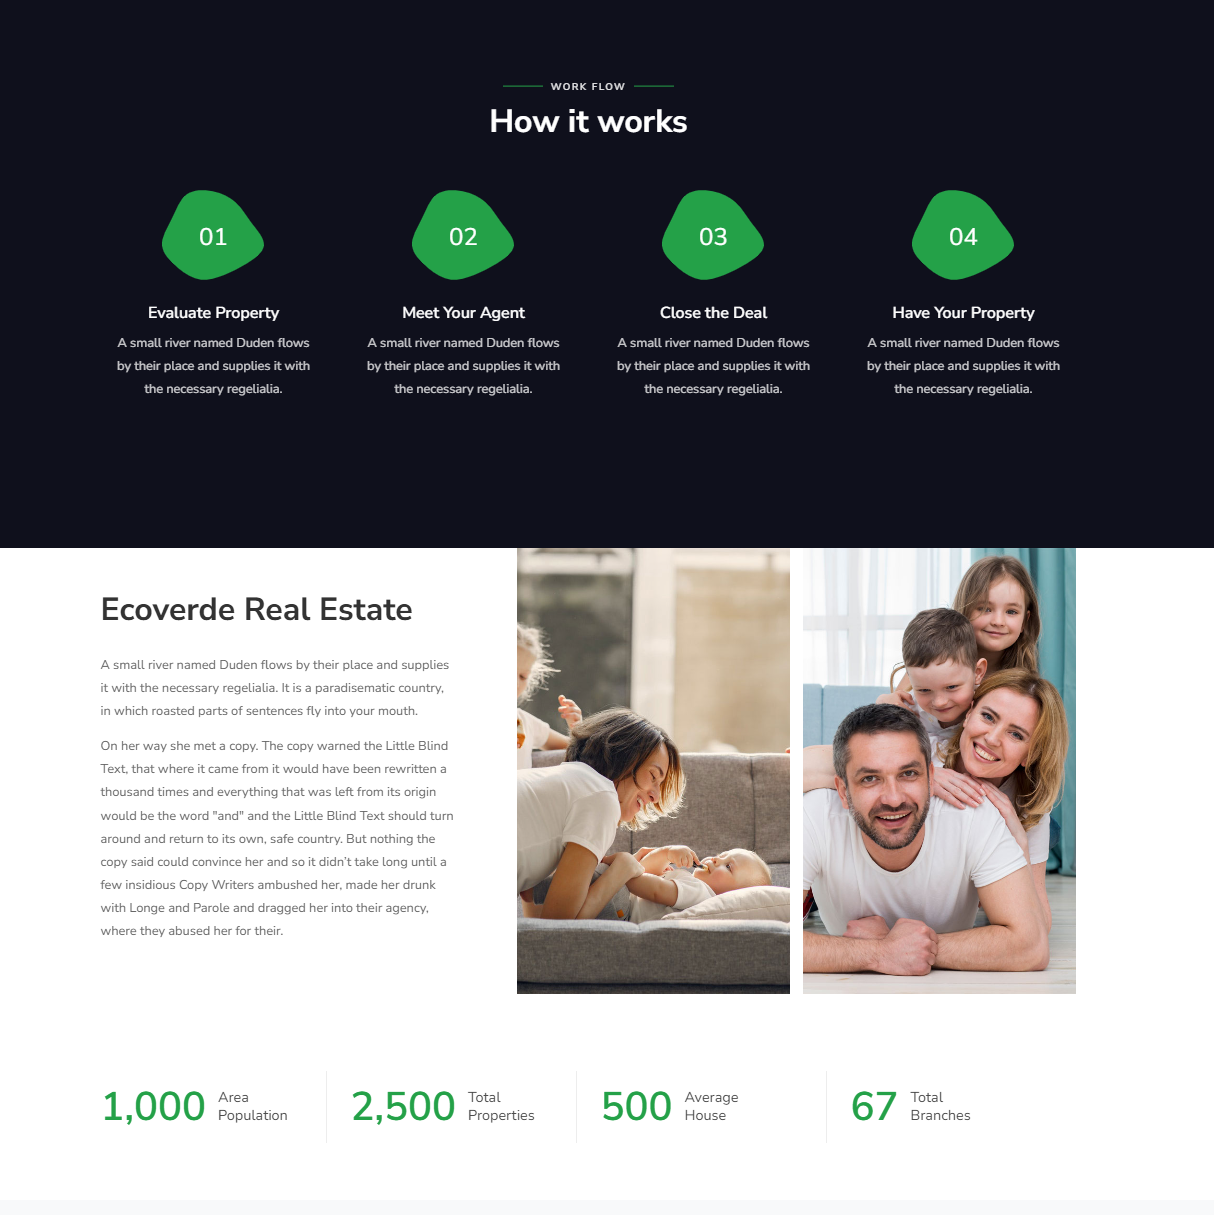 WORK FLOW
How it works
01
02
03
04
Evaluate Property
A small river named Duden flows
by their place and supplies it with
the necessary regelialia.
Meet Your Agent
A small river named Duden flows
by their place and supplies it with
the necessary regelialia.
Close the Deal
A small river named Duden flows
by their place and supplies it with
the necessary regelialia.
Have Your Property
A small river named Duden flows
by their place and supplies it with
the necessary regelialia.
Ecoverde Real Estate
A small river named Duden flows by their place and supplies
it with the necessary regelialia. It is a paradisematic country,
in which roasted parts of sentences fly into your mouth.
On her way she met a copy. The copy warned the Little Blind
Text, that where it came from it would have been rewritten a
thousand times and everything that was left from its origin
would be the word "and" and the Little Blind Text should turn
around and return to its own, safe country. But nothing the
copy said could convince her and so it didn't take long until a
few insidious Copy Writers ambushed her, made her drunk
with Longe and Parole and dragged her into their agency,
where they abused her for their.
1,000
Area
Population
2,500
Total
Properties
500
Average
House
67
Total
Branches